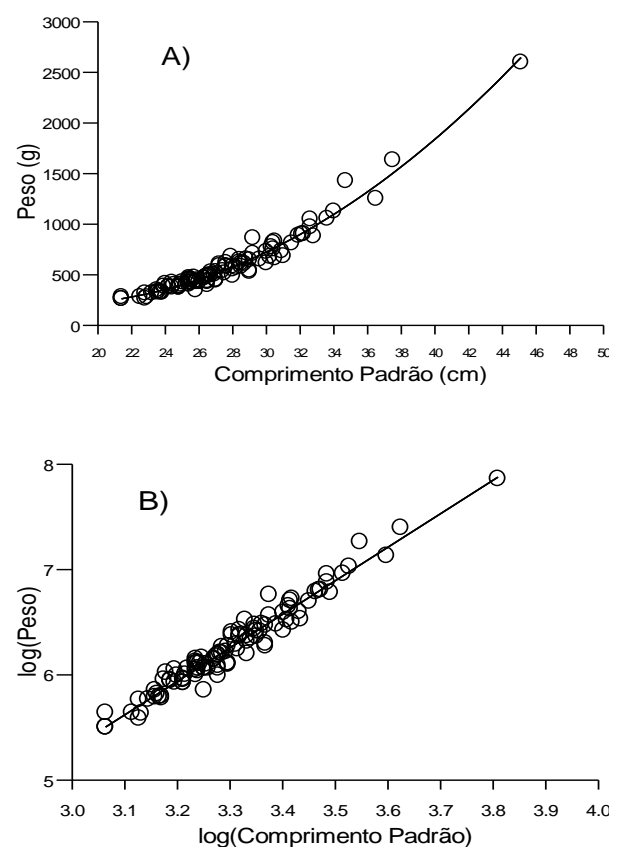 3000
A)
2500
2000
1500
1000
500
0
Peso (g)
20 22 24 26 28 30 32 34 36 38 40 42 44 46 48 50
Comprimento Padrão (cm)
8
B)
7
6
5
log(Peso)
3.0 3.1 3.2 3.3 3.4 3.5 3.6 3.7 3.8 3.9 4.0
log(Comprimento Padrão)